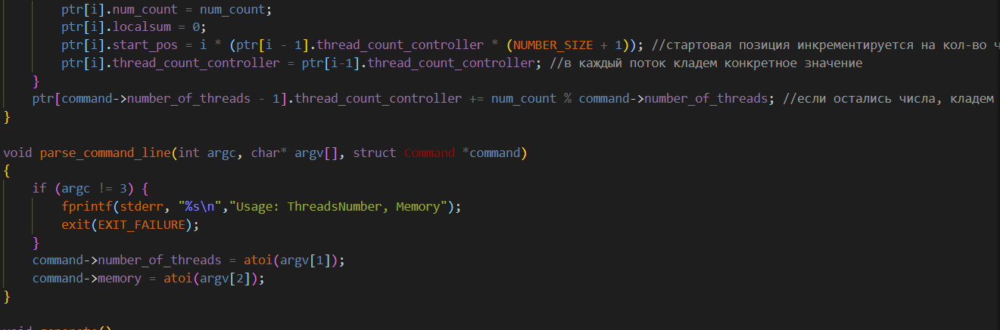 ptr[i].num_count = num_count;
ptr[i].localsum = 0;
ptr[i].start_pos = i * (ptr[i - 1].thread_count_controller * (NUMBER_SIZE + 1)); //стартовая позиция инкрементируется на кол-во
ptr[i].thread_count_controller = ptr[i-1].thread_count_controller; //в каждый поток кладем конкретное значение
}
ptr[command->number_of_threads - 1].thread_count_controller += num_count % command->number_of_threads; //если остались числа, кладем
}
void parse_command_line(int argc, char* argv[], struct Command *command)
{
if (argc != 3) {
fprintf(stderr, "%s\n","Usage: ThreadsNumber, Memory");
exit(EXIT_FAILURE);
}
command->number_of_threads = atoi(argv[1]);
command->memory = atoi(argv[2]);
}